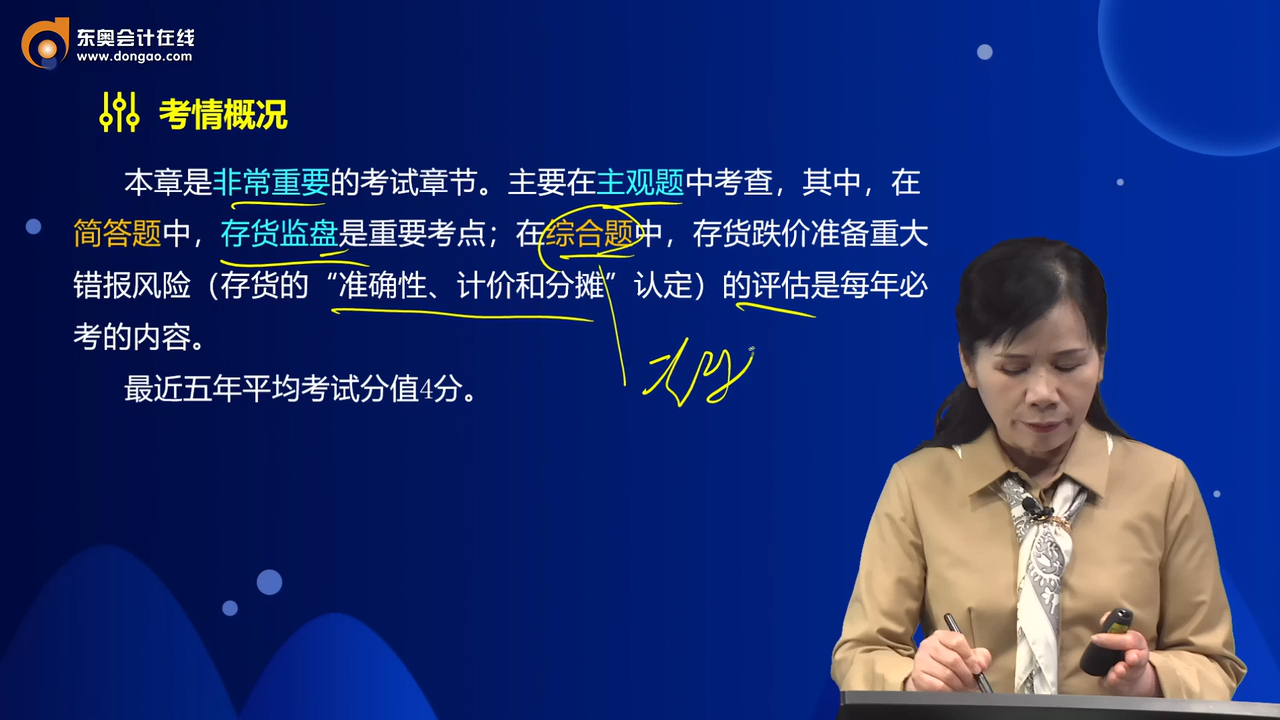 东奥会计在线
www.dongao.com
考情概况
本章是非常重要的考试章节。主要在主观题中考查，其中，在
简答题中，存货监盘是重要考点；在综合题中，存货跌价准备重大
错报风险（存货的“准确性、计价和分摊”认定）的评估是每年必
考的内容。
最近五年平均考试分值4分。